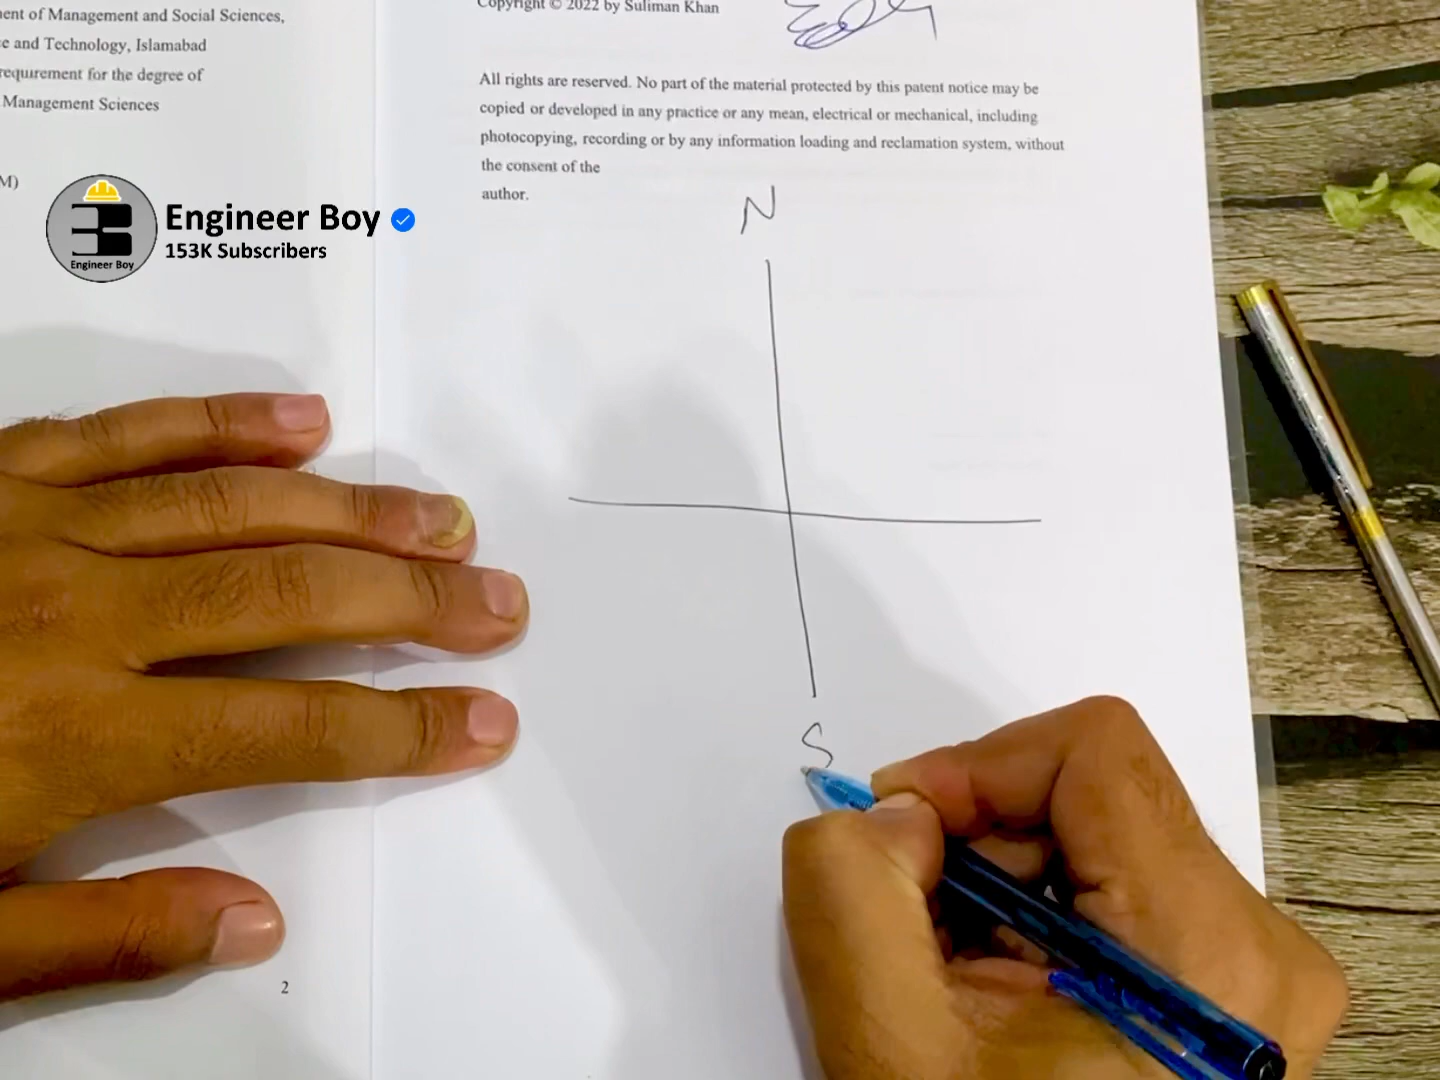 ent of Management and Social Sciences,
e and Technology, Islamabad
requirement for the degree of
Management Sciences
M)
Engineer Boy
Engineer Boy
153K Subscribers
2
Copyright © 2022 by Suliman Khan
All rights are reserved. No part of the material protected by this patent notice may be
copied or developed in any practice or any mean, electrical or mechanical, including
photocopying, recording or by any information loading and reclamation system, without
the consent of the
author.
N
S